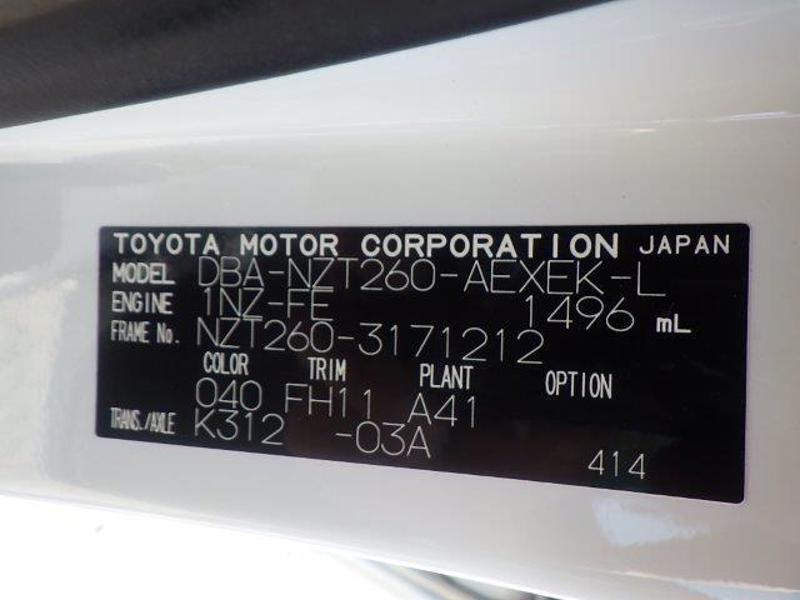 TOYOTA MOTOR CORPORATION JAPAN
MODEL DBA-NZT260-AEXEK-L
ENGINE 1NZ-FE 1496 mL
FRAME No. NZT260-3171212
COLOR TRIM PLANT OPTION
040 FH11 A41
TRANS./AXLE K312 -03A
414